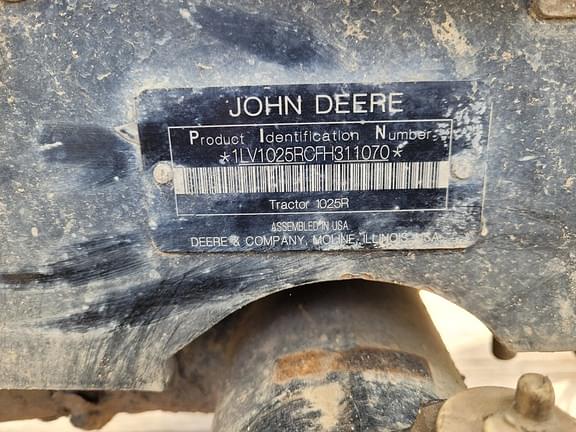 JOHN DEERE
Product Identification Number
*1LV1025RCFH311070*
Tractor 1025R
ASSEMBLED IN USA
DEERE & COMPANY, MOLINE, ILLINOIS, USA